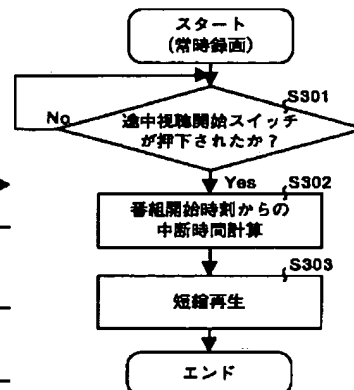 スタート
(常時録画)
S301
途中視聴開始スイッチ
が押下されたか?
No
Yes
S302
番組開始時刻からの
中断時間計算
S303
短縮再生
エンド